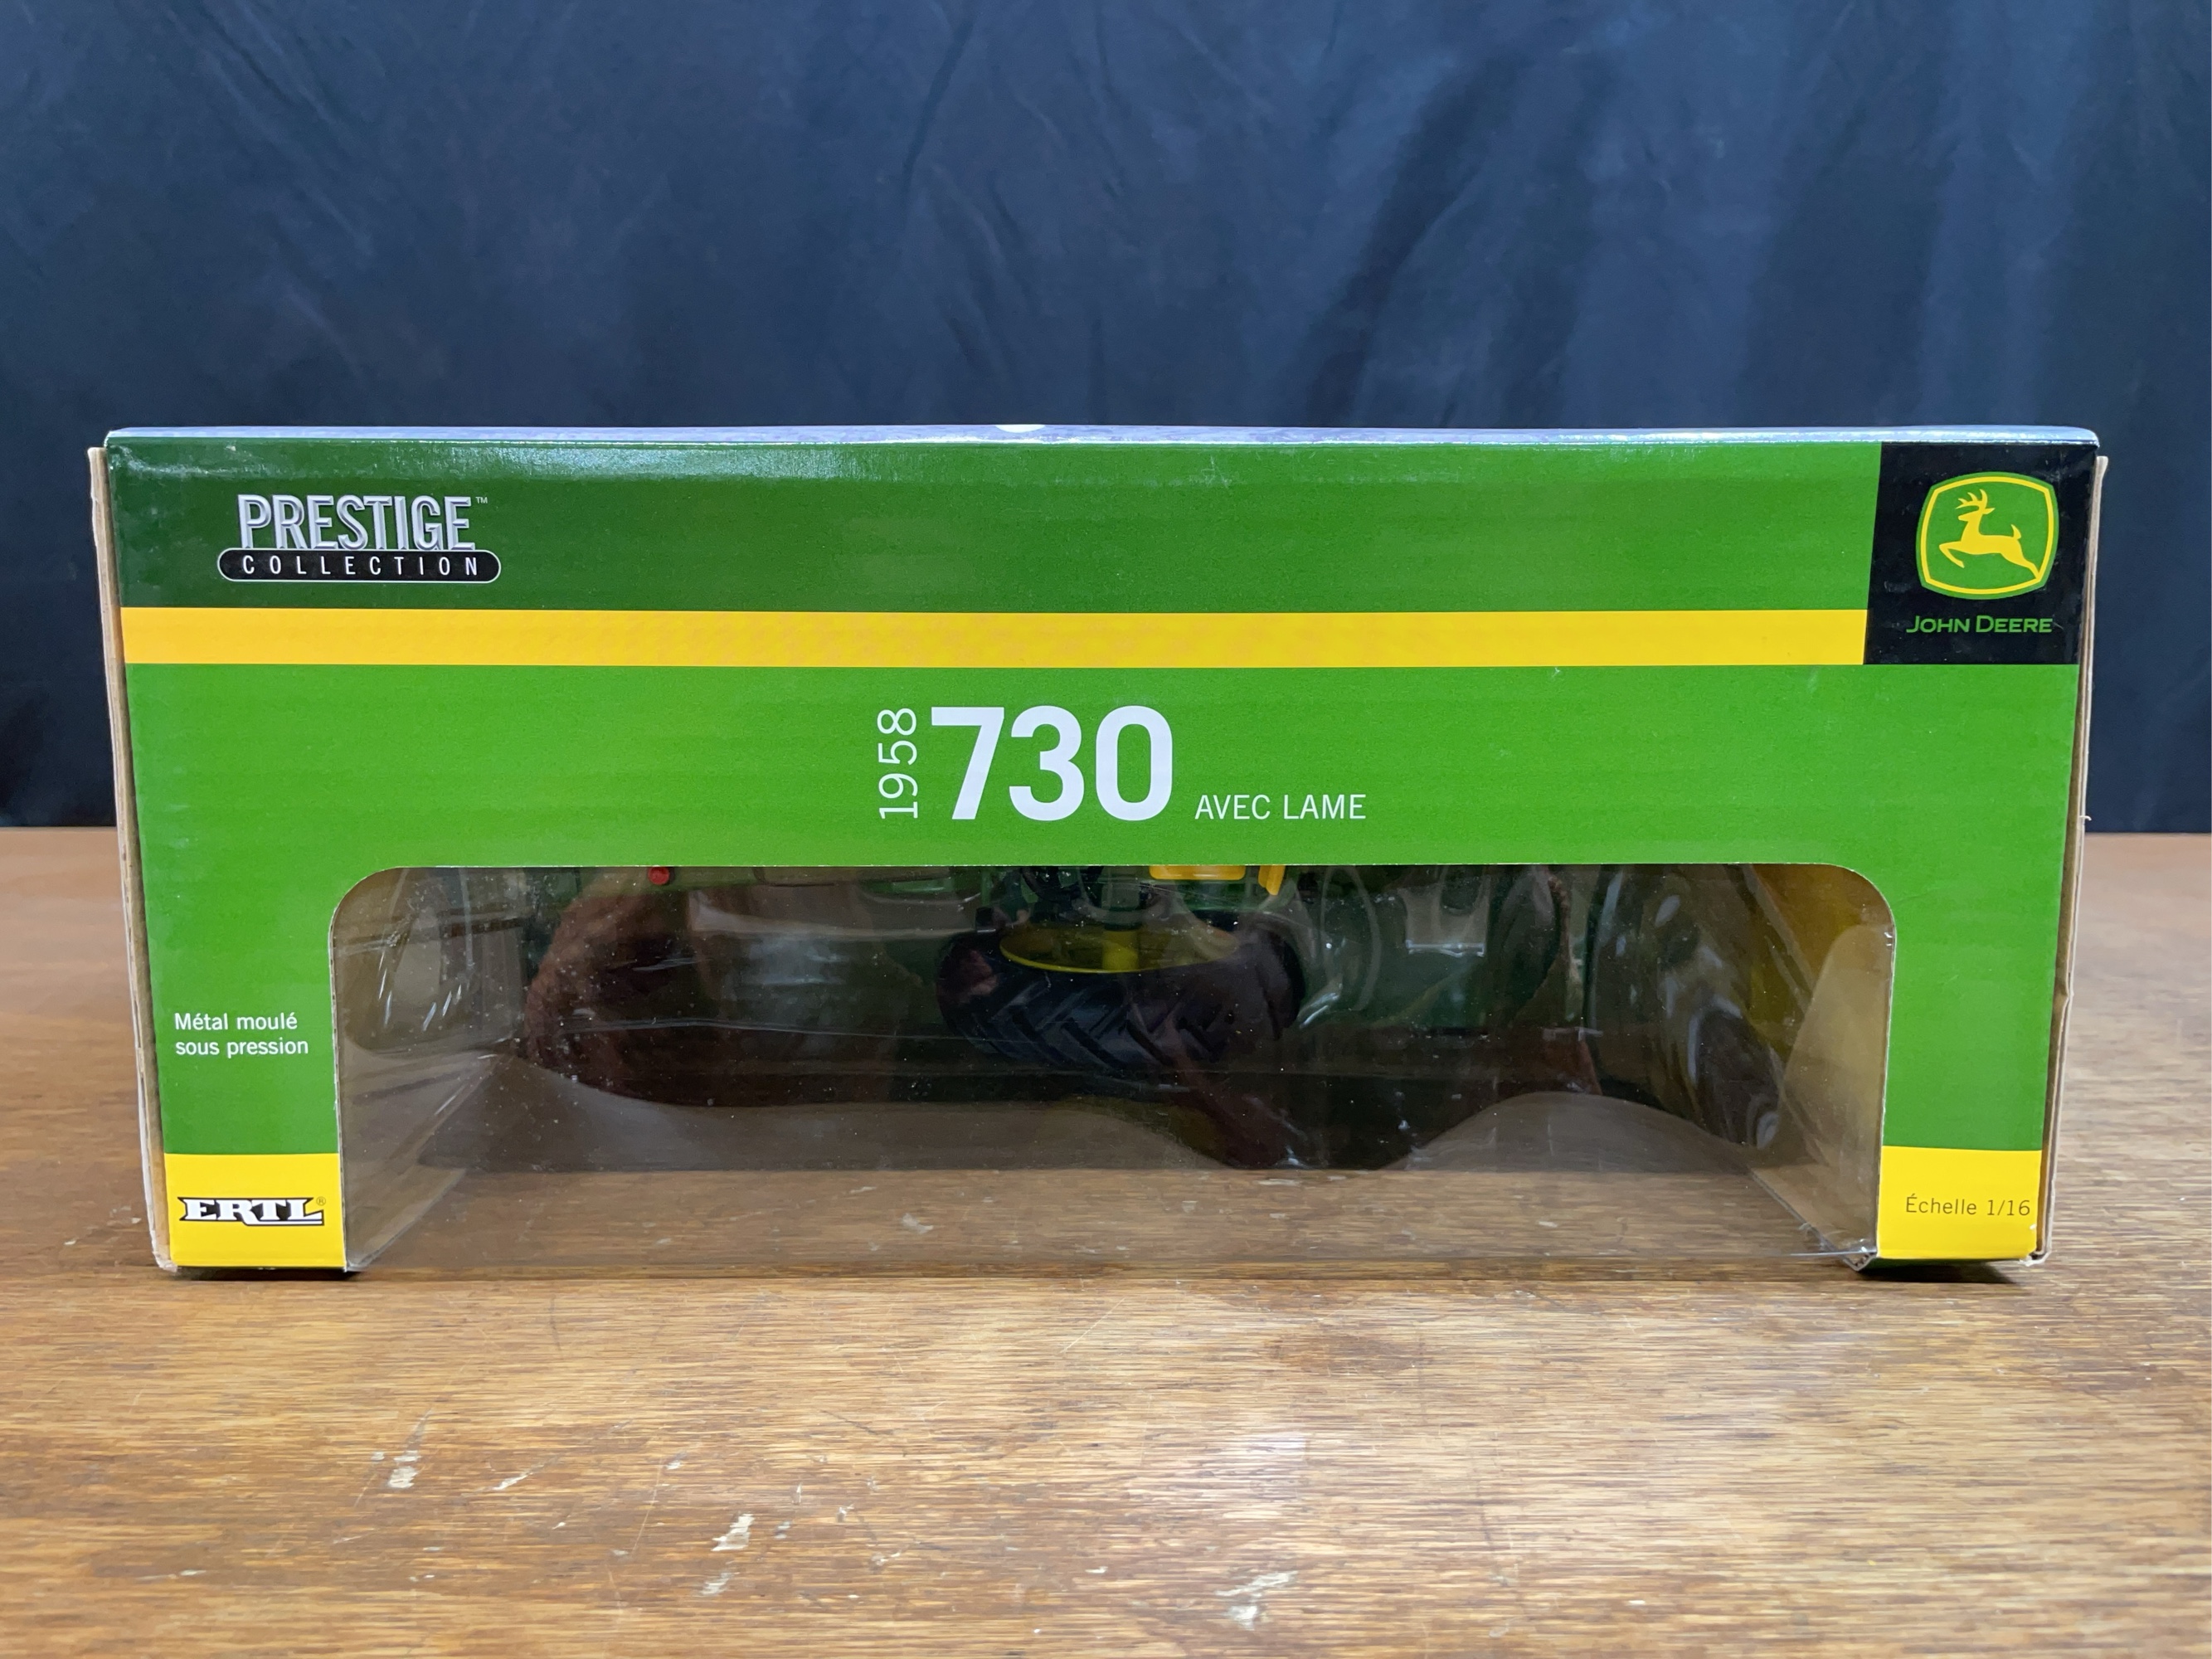 PRESTIGE™
COLLECTION
JOHN DEERE
1958 730 AVEC LAME
Métal moulé
sous pression
ERTL®
Échelle 1/16